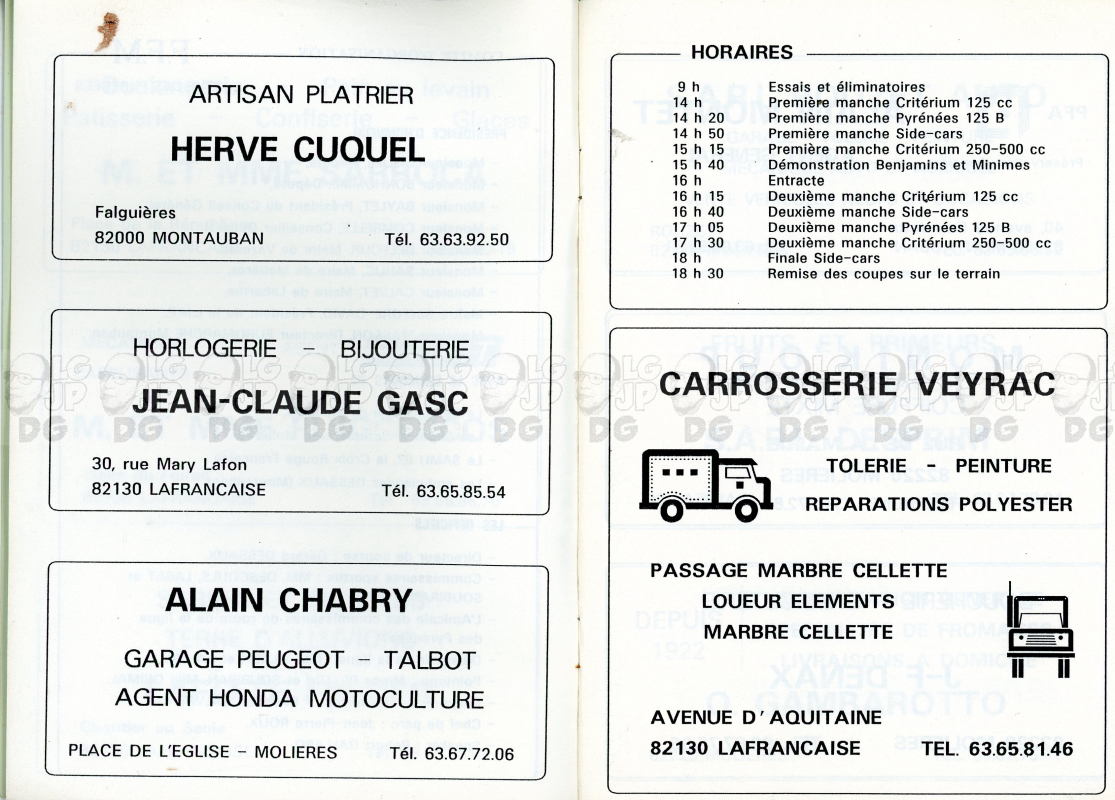 ARTISAN PLATRIER
HERVE CUQUEL
Falguières
82000 MONTAUBAN Tél. 63.63.92.50
HORLOGERIE – BIJOUTERIE
JEAN-CLAUDE GASC
30, rue Mary Lafon
82130 LAFRANCAISE Tél. 63.65.85.54
ALAIN CHABRY
GARAGE PEUGEOT – TALBOT
AGENT HONDA MOTOCULTURE
PLACE DE L'EGLISE – MOLIERES Tél. 63.67.72.06
HORAIRES
9 h Essais et éliminatoires
14 h Première manche Critérium 125 cc
14 h 20 Première manche Pyrénées 125 B
14 h 50 Première manche Side-cars
15 h 15 Première manche Critérium 250-500 cc
15 h 40 Démonstration Benjamins et Minimes
16 h Entracte
16 h 15 Deuxième manche Critérium 125 cc
16 h 40 Deuxième manche Side-cars
17 h 05 Deuxième manche Pyrénées 125 B
17 h 30 Deuxième manche Critérium 250-500 cc
18 h Finale Side-cars
18 h 30 Remise des coupes sur le terrain
CARROSSERIE VEYRAC
TOLERIE – PEINTURE
REPARATIONS POLYESTER
PASSAGE MARBRE CELLETTE
LOUEUR ELEMENTS
MARBRE CELLETTE
AVENUE D'AQUITAINE
82130 LAFRANCAISE TEL. 63.65.81.46